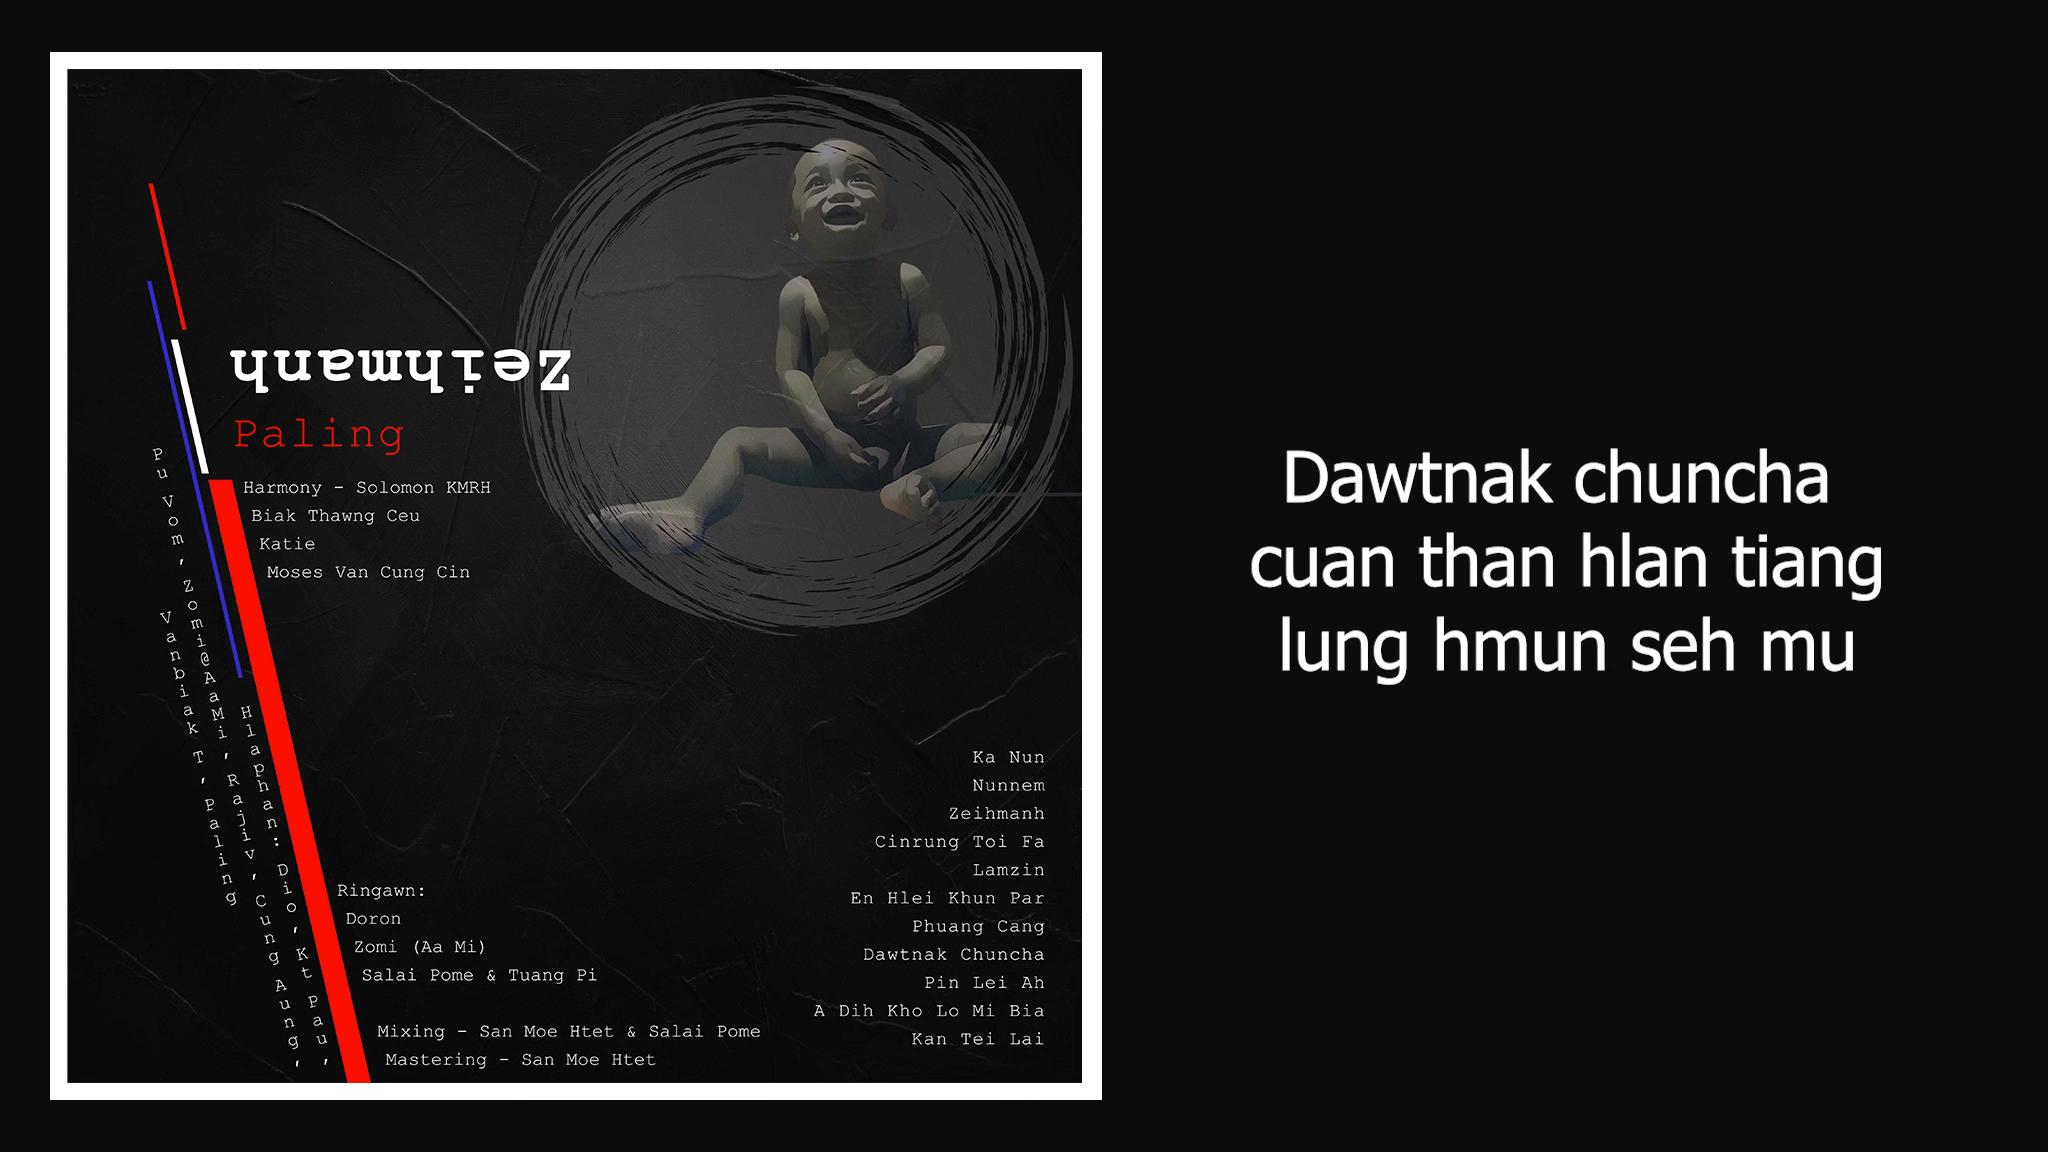 Zeihmanh
Paling
Harmony - Solomon KMRH
Biak Thawng Ceu
Katie
Moses Van Cung Cin
Hlaphan: Dio, Kt Pau,
Pu Vom, Zomi@AaMi, Rajiv, Cung Aung,
Vanbiak T, Paling
Ringawn:
Doron
Zomi (Aa Mi)
Salai Pome & Tuang Pi
Mixing - San Moe Htet & Salai Pome
Mastering - San Moe Htet
Ka Nun
Nunnem
Zeihmanh
Cinrung Toi Fa
Lamzin
En Hlei Khun Par
Phuang Cang
Dawtnak Chuncha
Pin Lei Ah
A Dih Kho Lo Mi Bia
Kan Tei Lai
Dawtnak chuncha
cuan than hlan tiang
lung hmun seh mu